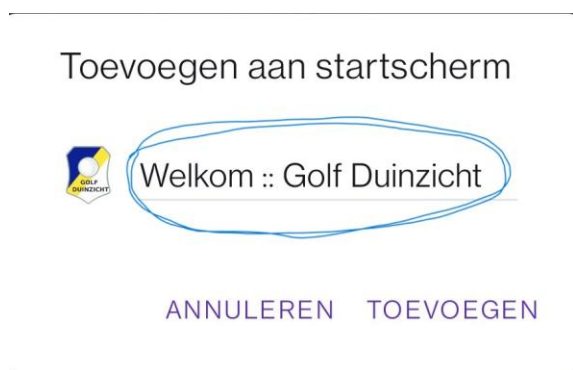 Toevoegen aan startscherm
GOLF
DUINZICHT
Welkom :: Golf Duinzicht
ANNULEREN TOEVOEGEN